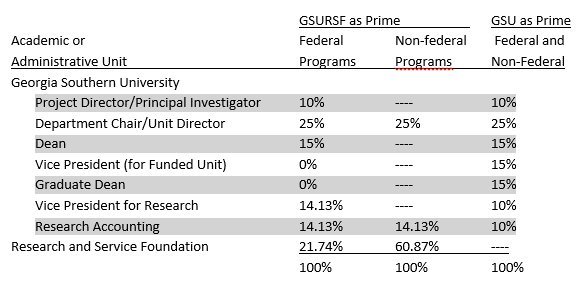 GSURSF as Prime GSU as Prime
Academic or Federal Non-federal Federal and
Administrative Unit Programs Programs Non-Federal
Georgia Southern University
Project Director/Principal Investigator 10% ---- 10%
Department Chair/Unit Director 25% 25% 25%
Dean 15% ---- 15%
Vice President (for Funded Unit) 0% ---- 15%
Graduate Dean 0% ---- 15%
Vice President for Research 14.13% ---- 10%
Research Accounting 14.13% 14.13% 10%
Research and Service Foundation 21.74% 60.87% ----
100% 100% 100%